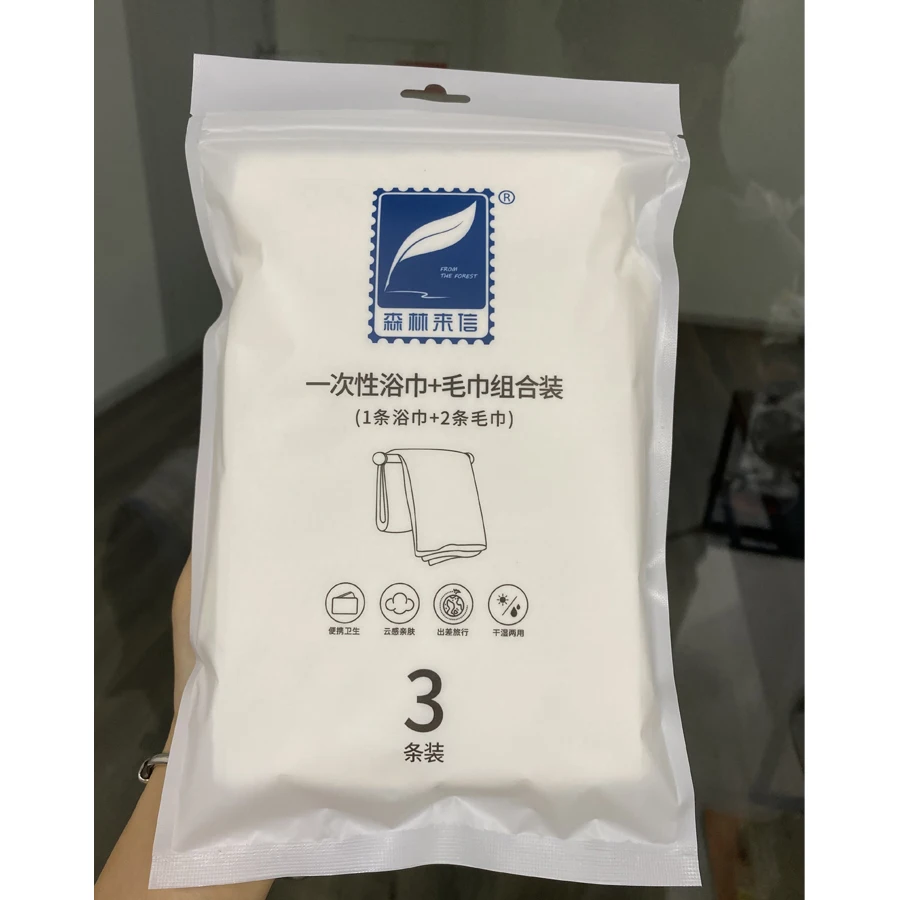 ®
FROM
THE FOREST
森林来信
一次性浴巾+毛巾组合装
(1条浴巾+2条毛巾)
便携卫生 云感亲肤 出差旅行 干湿两用
3
条装